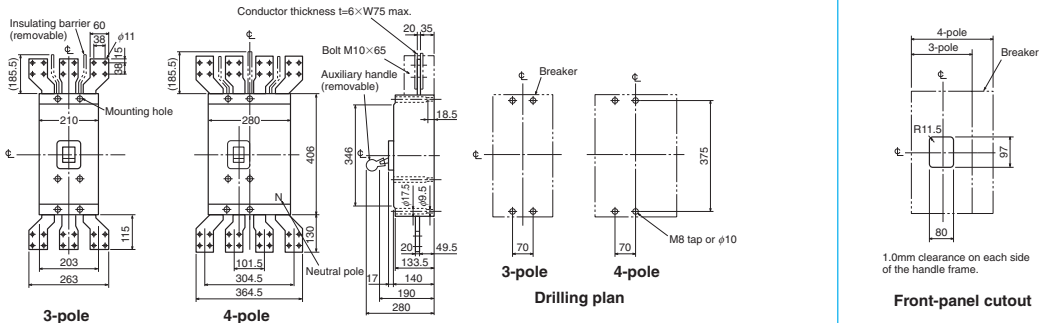 Insulating barrier
(removable)
60
38
φ11
15
38
(185.5)
℄
Mounting hole
210
℄
115
203
263
3-pole
℄
(185.5)
280
406
N
130
101.5
304.5
364.5
Neutral pole
4-pole
Conductor thickness t=6×W75 max.
20
35
Bolt M10×65
Auxiliary handle
(removable)
18.5
℄
346
φ17.5
φ9.5
20
49.5
133.5
17
140
190
280
Breaker
℄
℄
375
70
70
M8 tap or φ10
3-pole
4-pole
Drilling plan
4-pole
3-pole
Breaker
℄
R11.5
℄
97
80
1.0mm clearance on each side
of the handle frame.
Front-panel cutout